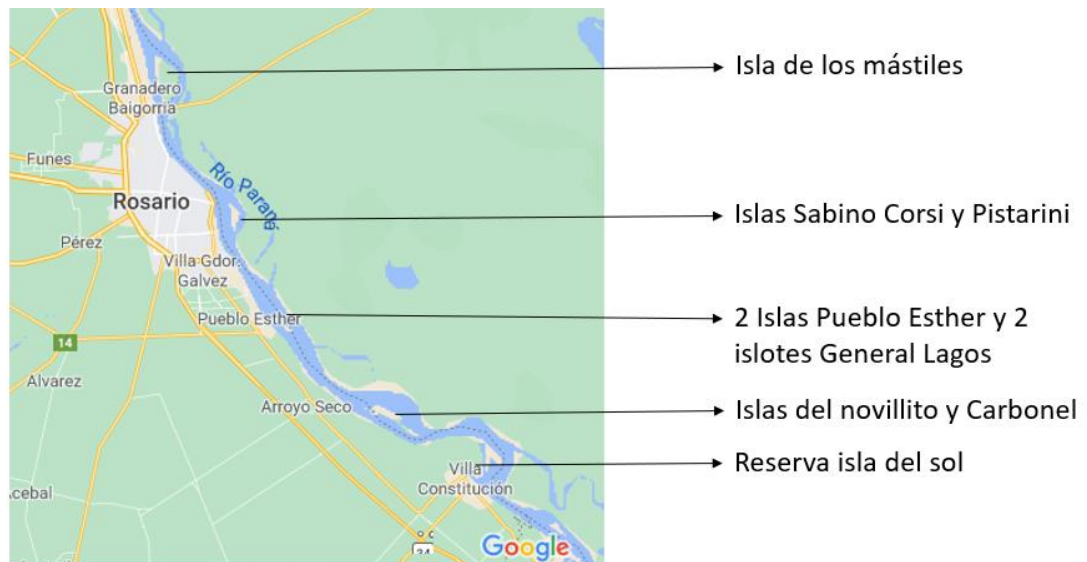 Isla de los mástiles
Granadero
Baigorria
Funes
Río Paraná
Rosario
Islas Sabino Corsi y Pistarini
Pérez
Villa Gdor.
Galvez
2 Islas Pueblo Esther y 2
islotes General Lagos
Pueblo Esther
14
Alvarez
Arroyo Seco
Islas del novillito y Carbonel
Reserva isla del sol
Villa
Constitución
Acebal
Google